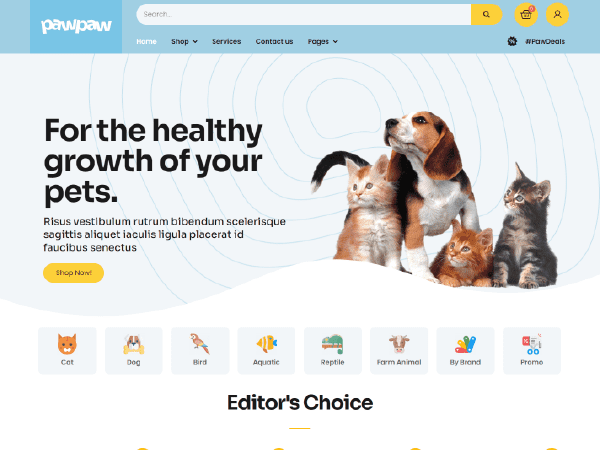 pawpaw
Search...
0
Home Shop Services Contact us Pages #PawDeals
For the healthy
growth of your
pets.
Risus vestibulum rutrum bibendum scelerisque
sagittis aliquet iaculis ligula placerat id
faucibus senectus
Shop Now!
Cat Dog Bird Aquatic Reptile Farm Animal By Brand Promo
Editor's Choice